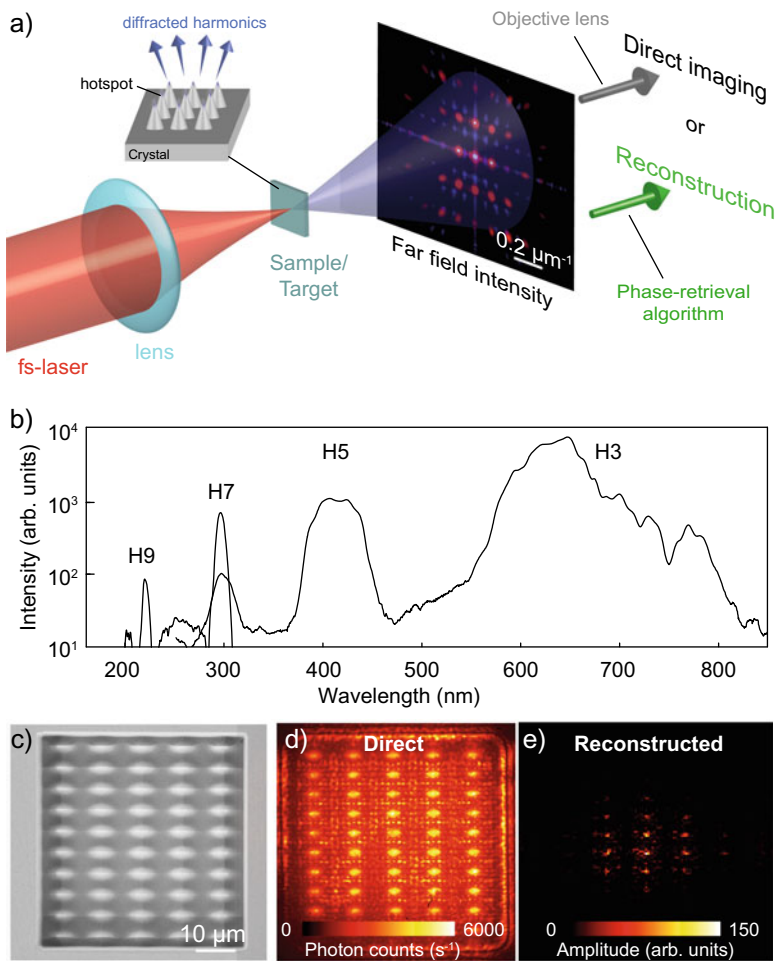 a)
diffracted harmonics
hotspot
Crystal
fs-laser
lens
Sample/
Target
Far field intensity
0.2 µm⁻¹
Objective lens
Direct imaging
or
Reconstruction
Phase-retrieval
algorithm
b)
Intensity (arb. units)
10⁴
10³
10²
10¹
H9
H7
H5
H3
200 300 400 500 600 700 800
Wavelength (nm)
c)
10 µm
d) Direct
0 6000
Photon counts (s⁻¹)
e) Reconstructed
0 150
Amplitude (arb. units)